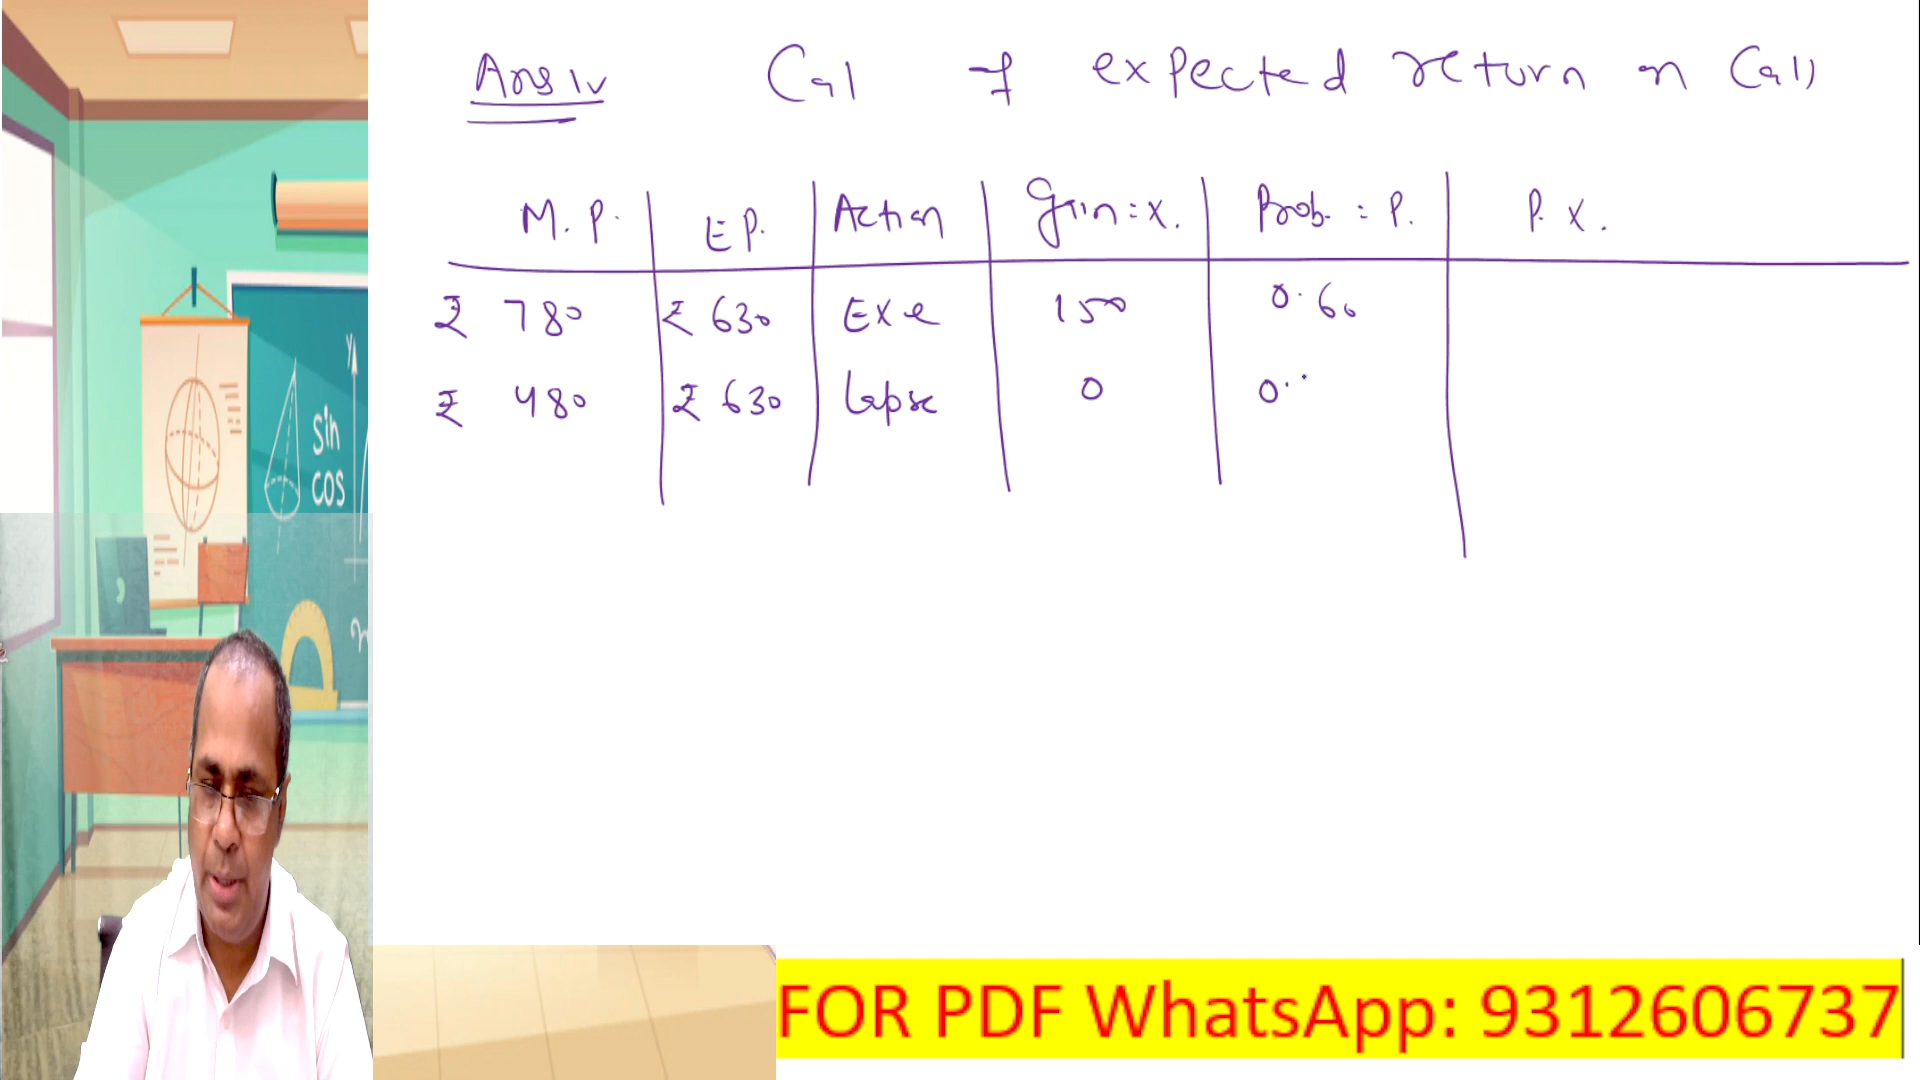 Ans iv Cal of expected return on Call
M.P. E P. Action Gain = X. Prob. = P. P. X.
₹ 780 ₹ 630 Exe 150 0.60
₹ 480 ₹ 630 lapse 0 0.
sin
cos
y
FOR PDF WhatsApp: 9312606737